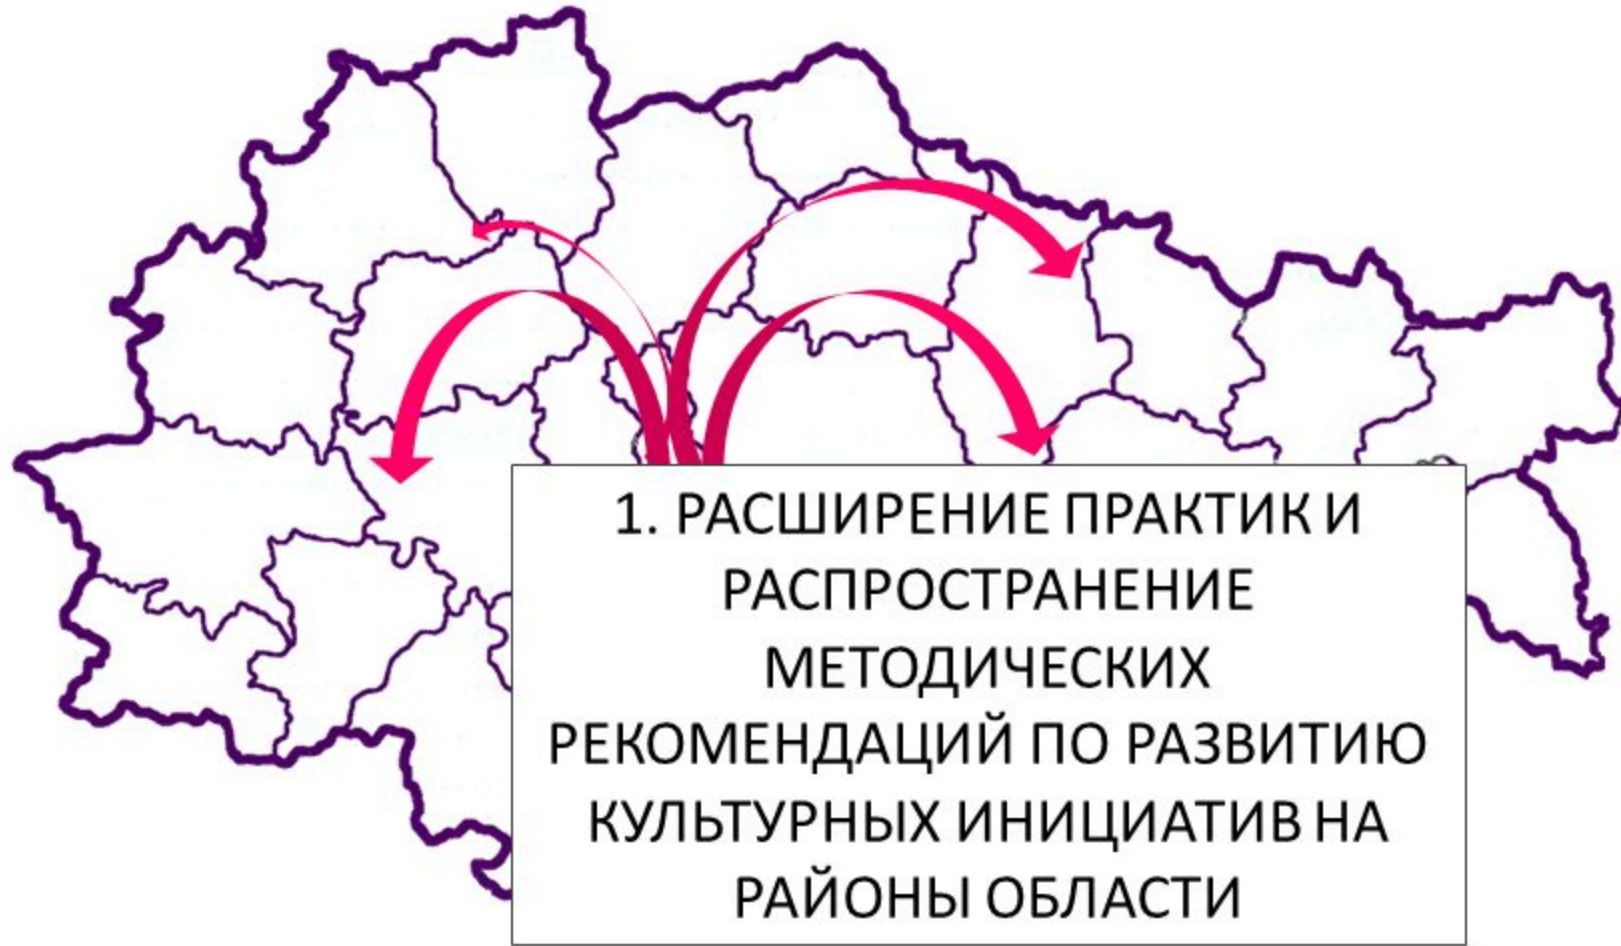 1. РАСШИРЕНИЕ ПРАКТИК И
РАСПРОСТРАНЕНИЕ
МЕТОДИЧЕСКИХ
РЕКОМЕНДАЦИЙ ПО РАЗВИТИЮ
КУЛЬТУРНЫХ ИНИЦИАТИВ НА
РАЙОНЫ ОБЛАСТИ